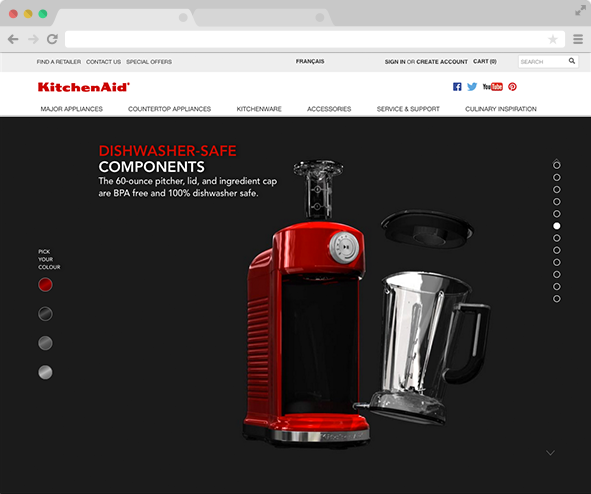 FIND A RETAILER CONTACT US SPECIAL OFFERS FRANÇAIS SIGN IN OR CREATE ACCOUNT CART (0) SEARCH
KitchenAid®
You Tube
MAJOR APPLIANCES COUNTERTOP APPLIANCES KITCHENWARE ACCESSORIES SERVICE & SUPPORT CULINARY INSPIRATION
DISHWASHER-SAFE
COMPONENTS
The 60-ounce pitcher, lid, and ingredient cap
are BPA free and 100% dishwasher safe.
PICK
YOUR
COLOUR